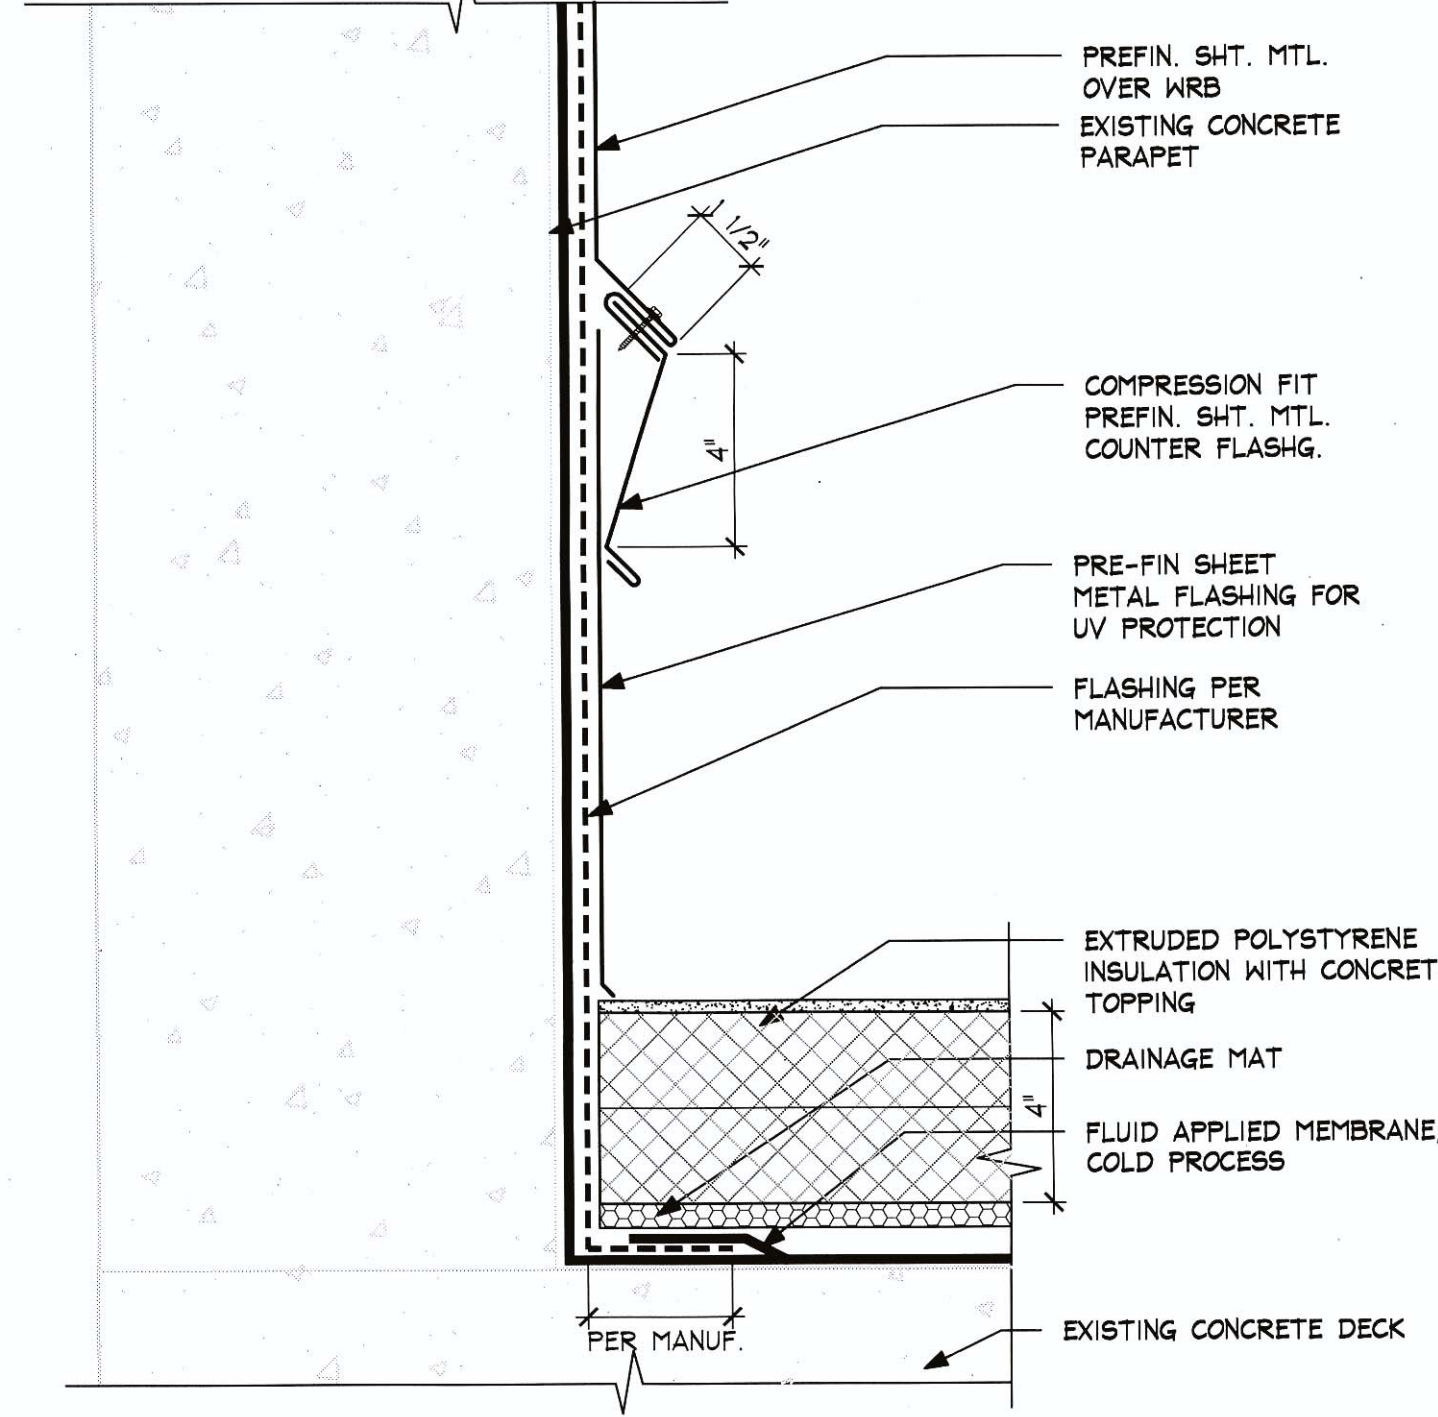 PREFIN. SHT. MTL.
OVER WRB
EXISTING CONCRETE
PARAPET
1 1/2"
COMPRESSION FIT
PREFIN. SHT. MTL.
COUNTER FLASHG.
4"
PRE-FIN SHEET
METAL FLASHING FOR
UV PROTECTION
FLASHING PER
MANUFACTURER
EXTRUDED POLYSTYRENE
INSULATION WITH CONCRET
TOPPING
DRAINAGE MAT
4"
FLUID APPLIED MEMBRANE,
COLD PROCESS
PER MANUF.
EXISTING CONCRETE DECK